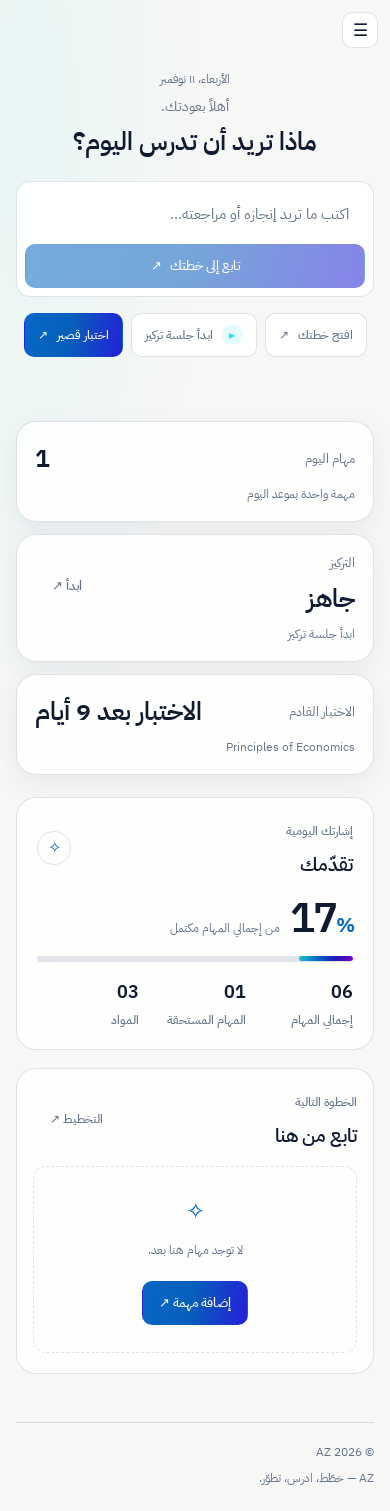 ☰
الأربعاء، ١١ نوفمبر
أهلاً بعودتك.
ماذا تريد أن تدرس اليوم؟
اكتب ما تريد إنجازه أو مراجعته...
تابع إلى خطتك ↗
افتح خطتك ↗
ابدأ جلسة تركيز
اختبار قصير ↗
مهام اليوم
1
مهمة واحدة بموعد اليوم
التركيز
جاهز
ابدأ ↗
ابدأ جلسة تركيز
الاختبار القادم
الاختبار بعد 9 أيام
Principles of Economics
إشارتك اليومية
تقدّمك
17%
من إجمالي المهام مكتمل
06
إجمالي المهام
01
المهام المستحقة
03
المواد
الخطوة التالية
تابع من هنا
التخطيط ↗
لا توجد مهام هنا بعد.
إضافة مهمة ↗
© 2026 AZ
AZ — خطّط، ادرس، تطوّر.